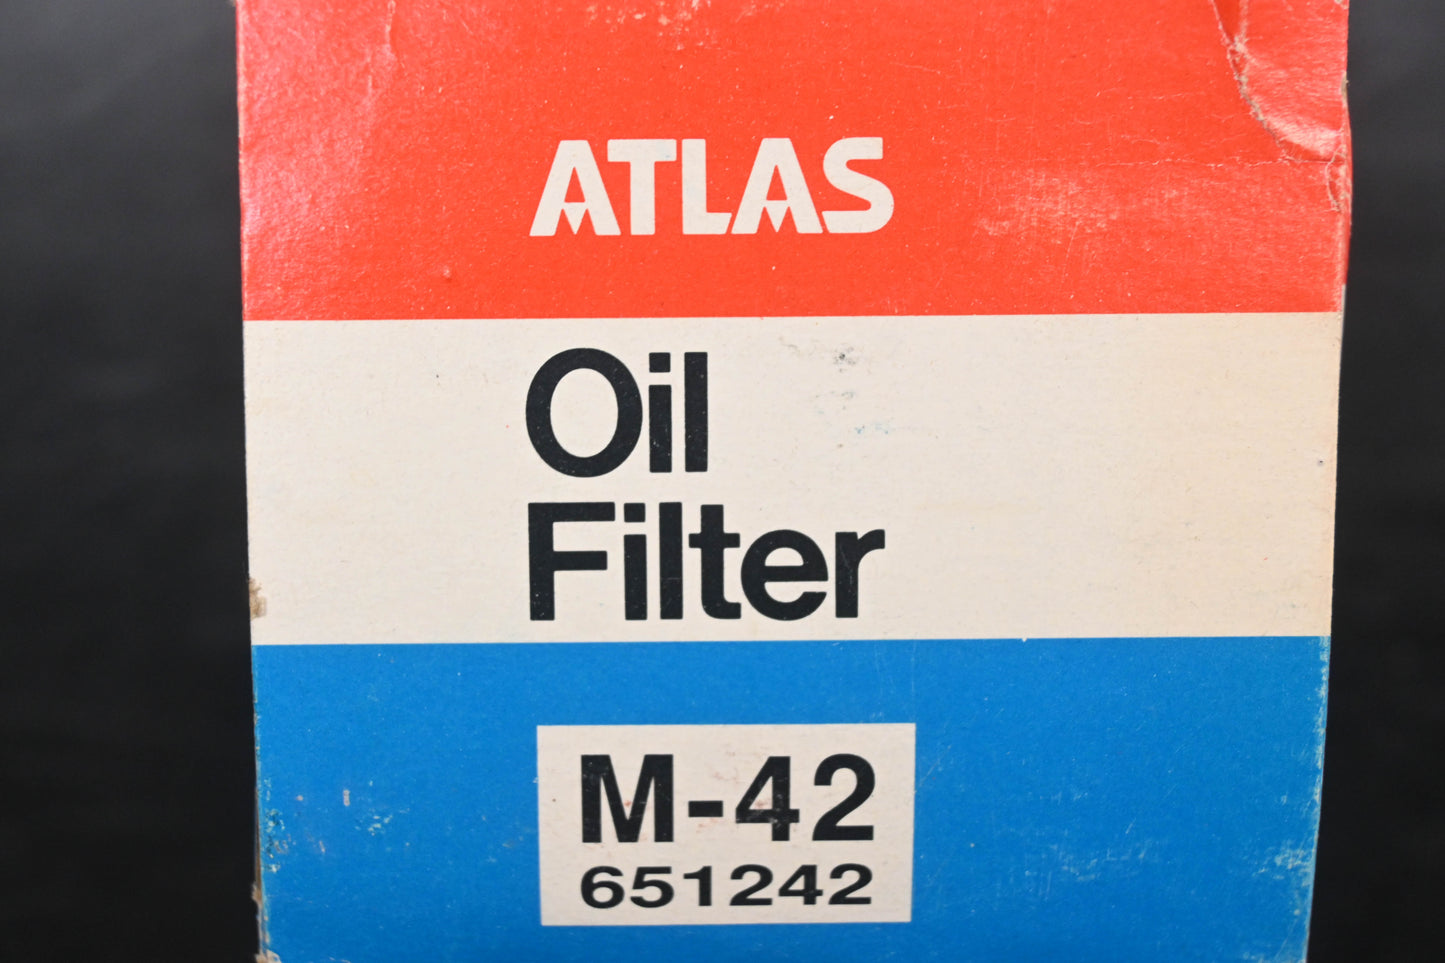 ATLAS
Oil
Filter
M-42
651242